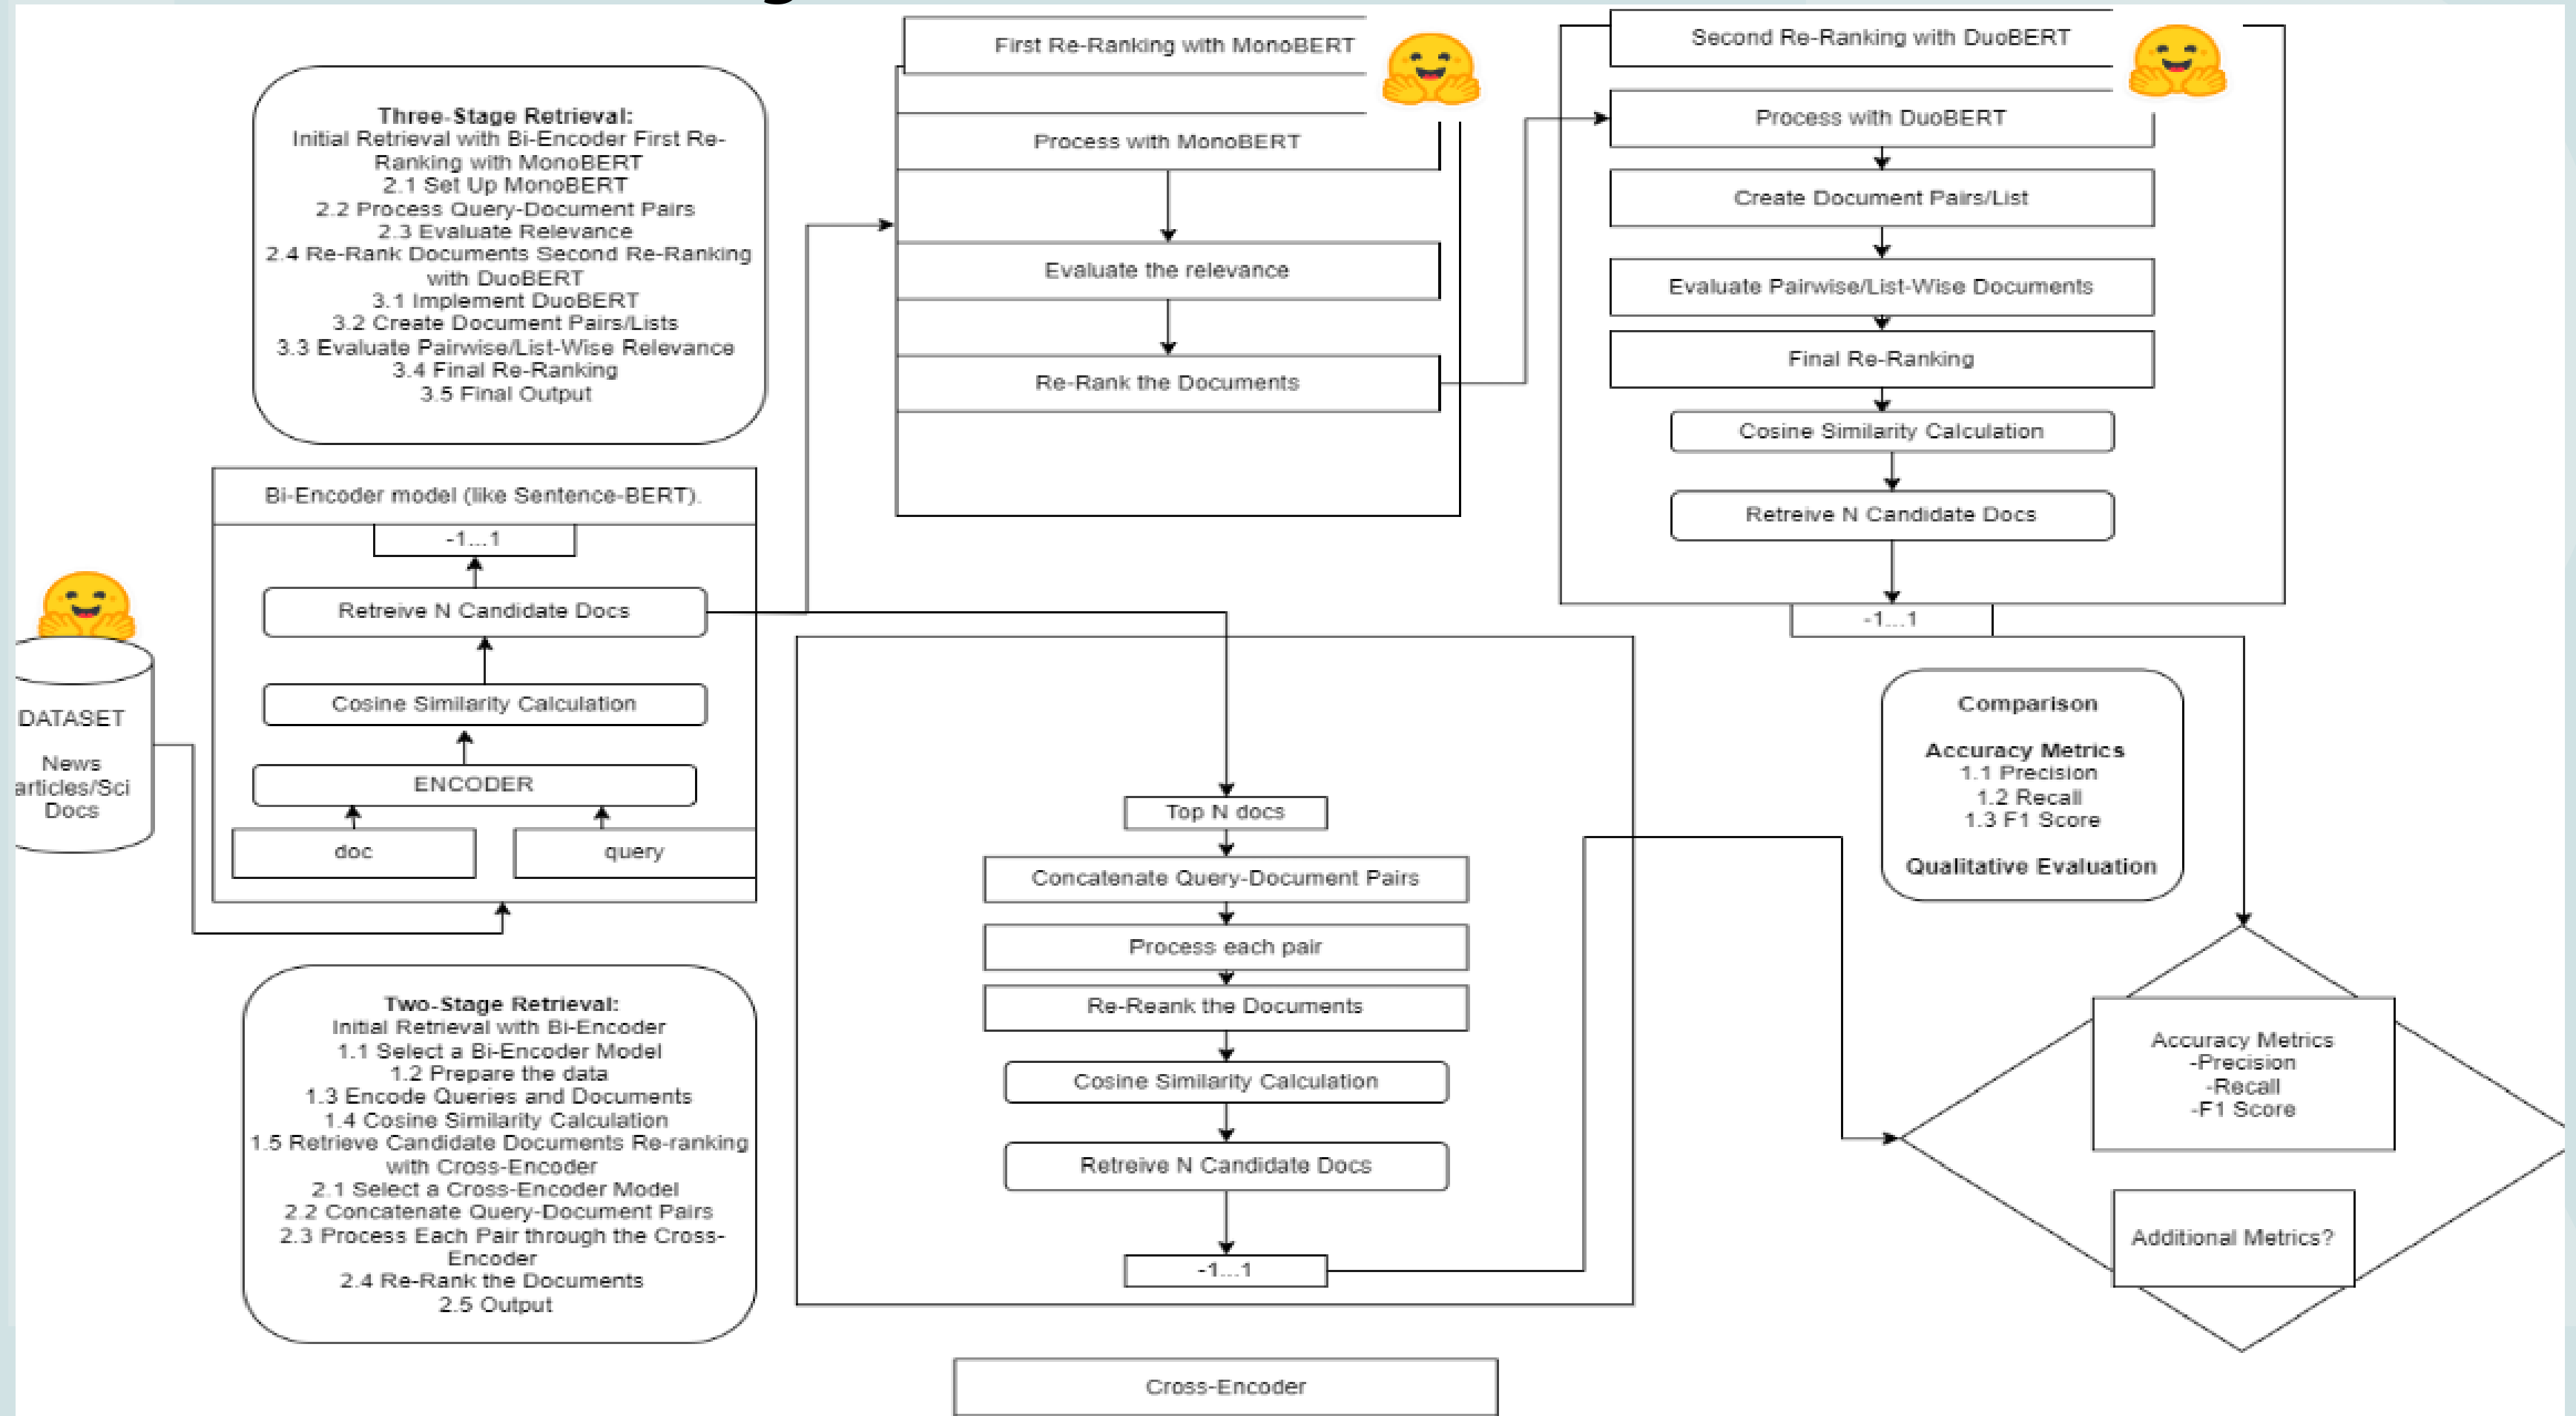 Three-Stage Retrieval:
Initial Retrieval with Bi-Encoder First Re-
Ranking with MonoBERT
2.1 Set Up MonoBERT
2.2 Process Query-Document Pairs
2.3 Evaluate Relevance
2.4 Re-Rank Documents Second Re-Ranking
with DuoBERT
3.1 Implement DuoBERT
3.2 Create Document Pairs/Lists
3.3 Evaluate Pairwise/List-Wise Relevance
3.4 Final Re-Ranking
3.5 Final Output
First Re-Ranking with MonoBERT
Process with MonoBERT
Evaluate the relevance
Re-Rank the Documents
Second Re-Ranking with DuoBERT
Process with DuoBERT
Create Document Pairs/List
Evaluate Pairwise/List-Wise Documents
Final Re-Ranking
Cosine Similarity Calculation
Retreive N Candidate Docs
-1...1
Bi-Encoder model (like Sentence-BERT).
-1...1
Retreive N Candidate Docs
Cosine Similarity Calculation
ENCODER
doc
query
DATASET
News
articles/Sci
Docs
Two-Stage Retrieval:
Initial Retrieval with Bi-Encoder
1.1 Select a Bi-Encoder Model
1.2 Prepare the data
1.3 Encode Queries and Documents
1.4 Cosine Similarity Calculation
1.5 Retrieve Candidate Documents Re-ranking
with Cross-Encoder
2.1 Select a Cross-Encoder Model
2.2 Concatenate Query-Document Pairs
2.3 Process Each Pair through the Cross-
Encoder
2.4 Re-Rank the Documents
2.5 Output
Top N docs
Concatenate Query-Document Pairs
Process each pair
Re-Reank the Documents
Cosine Similarity Calculation
Retreive N Candidate Docs
-1...1
Cross-Encoder
Comparison
Accuracy Metrics
1.1 Precision
1.2 Recall
1.3 F1 Score
Qualitative Evaluation
Accuracy Metrics
-Precision
-Recall
-F1 Score
Additional Metrics?